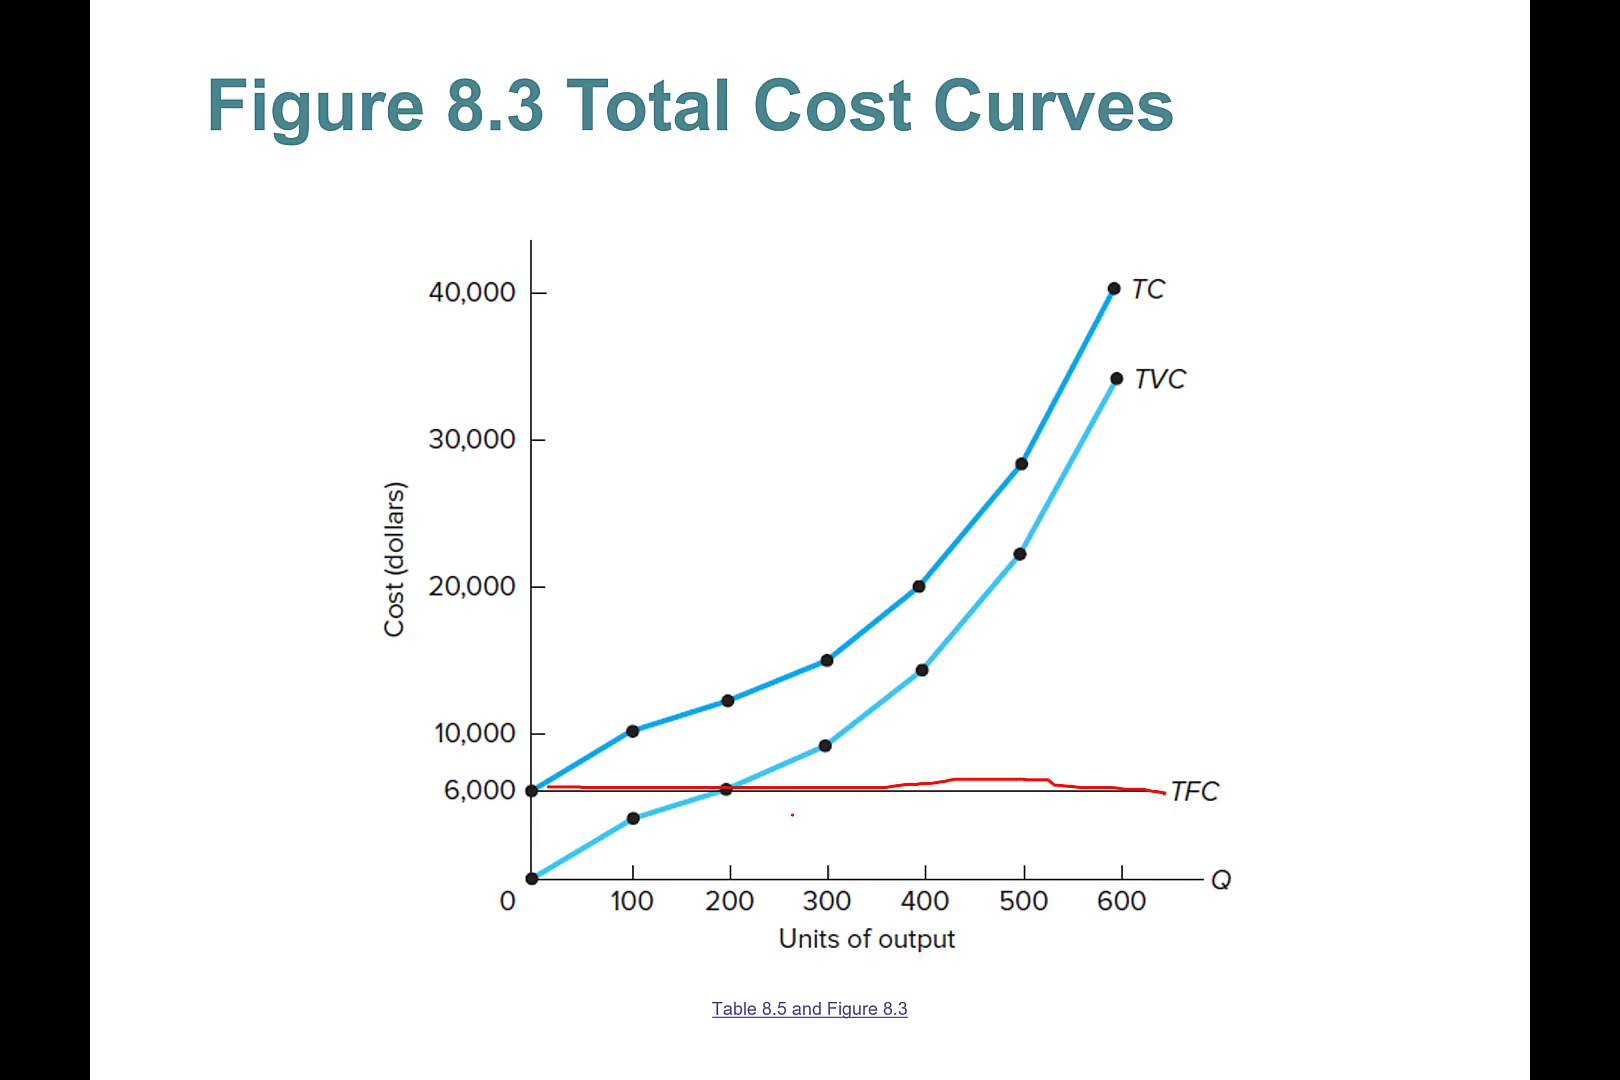 Figure 8.3 Total Cost Curves
40,000
TC
TVC
30,000
Cost (dollars)
20,000
10,000
6,000
TFC
Q
0 100 200 300 400 500 600
Units of output
Table 8.5 and Figure 8.3